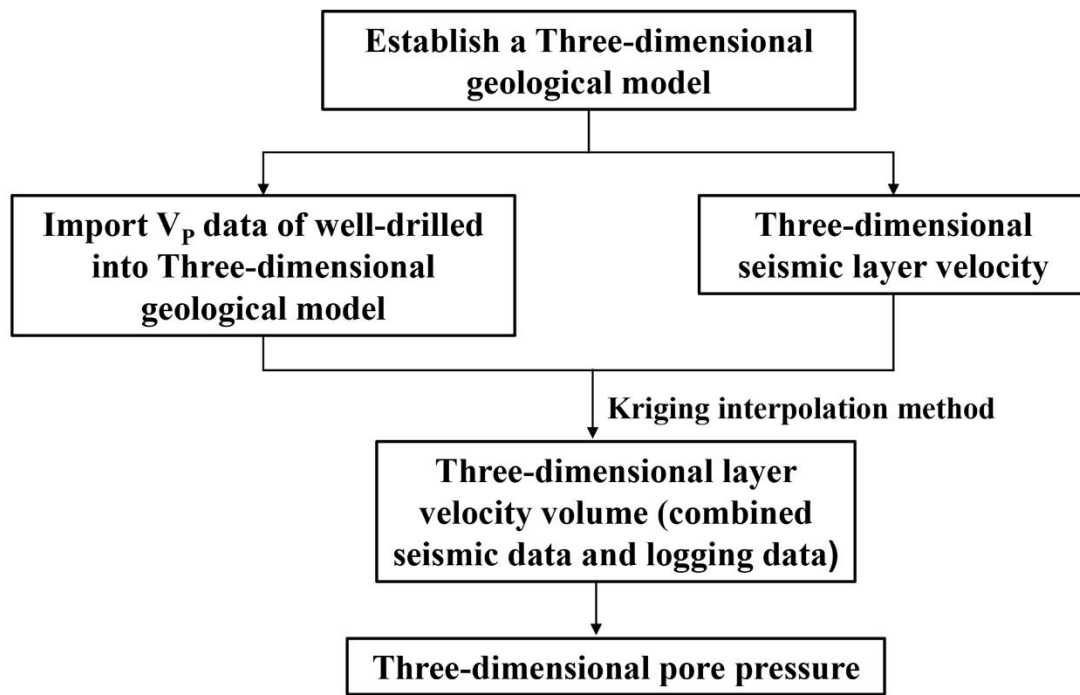 Establish a Three-dimensional
geological model
Import V_P data of well-drilled
into Three-dimensional
geological model
Three-dimensional
seismic layer velocity
Kriging interpolation method
Three-dimensional layer
velocity volume (combined
seismic data and logging data)
Three-dimensional pore pressure